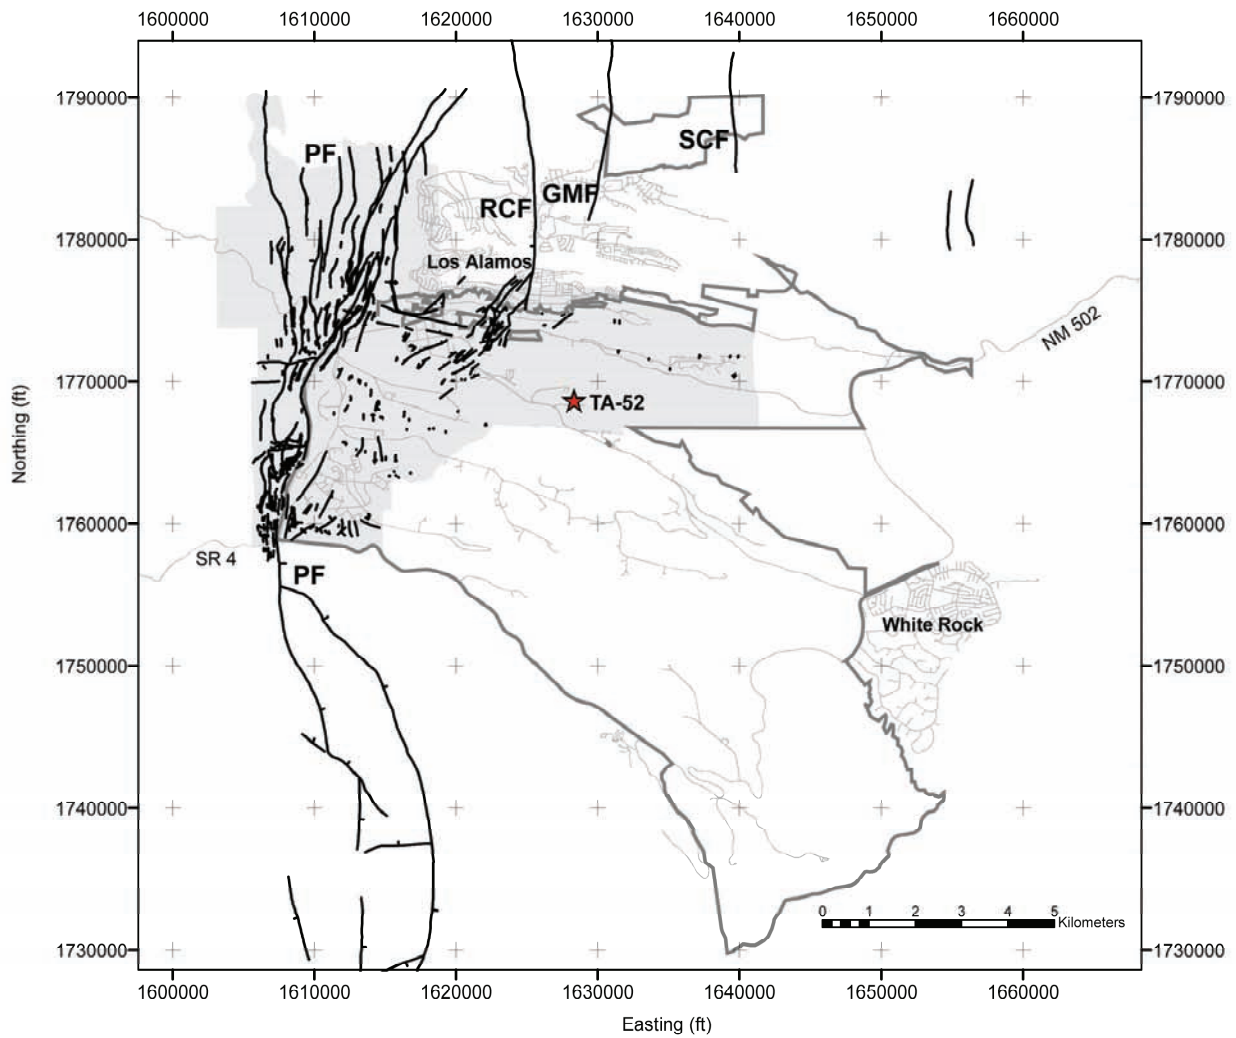 1600000 1610000 1620000 1630000 1640000 1650000 1660000
1790000 1790000
SCF
PF
GMF
RCF
1780000 1780000
Los Alamos
NM 502
1770000 1770000
TA-52
Northing (ft)
1760000 1760000
SR 4
PF
White Rock
1750000 1750000
1740000 1740000
0 1 2 3 4 5
Kilometers
1730000 1730000
1600000 1610000 1620000 1630000 1640000 1650000 1660000
Easting (ft)